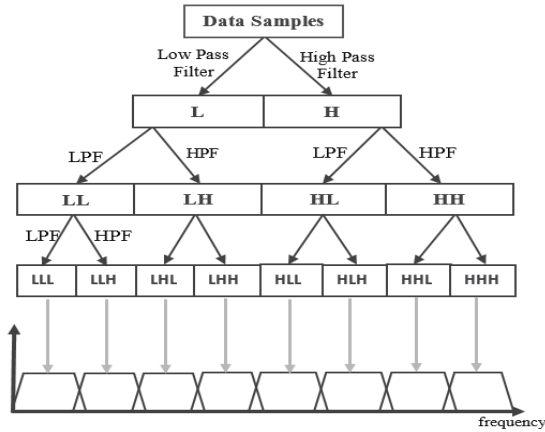 Data Samples
Low Pass
Filter
High Pass
Filter
L H
LPF HPF LPF HPF
LL LH HL HH
LPF HPF
LLL LLH LHL LHH HLL HLH HHL HHH
frequency